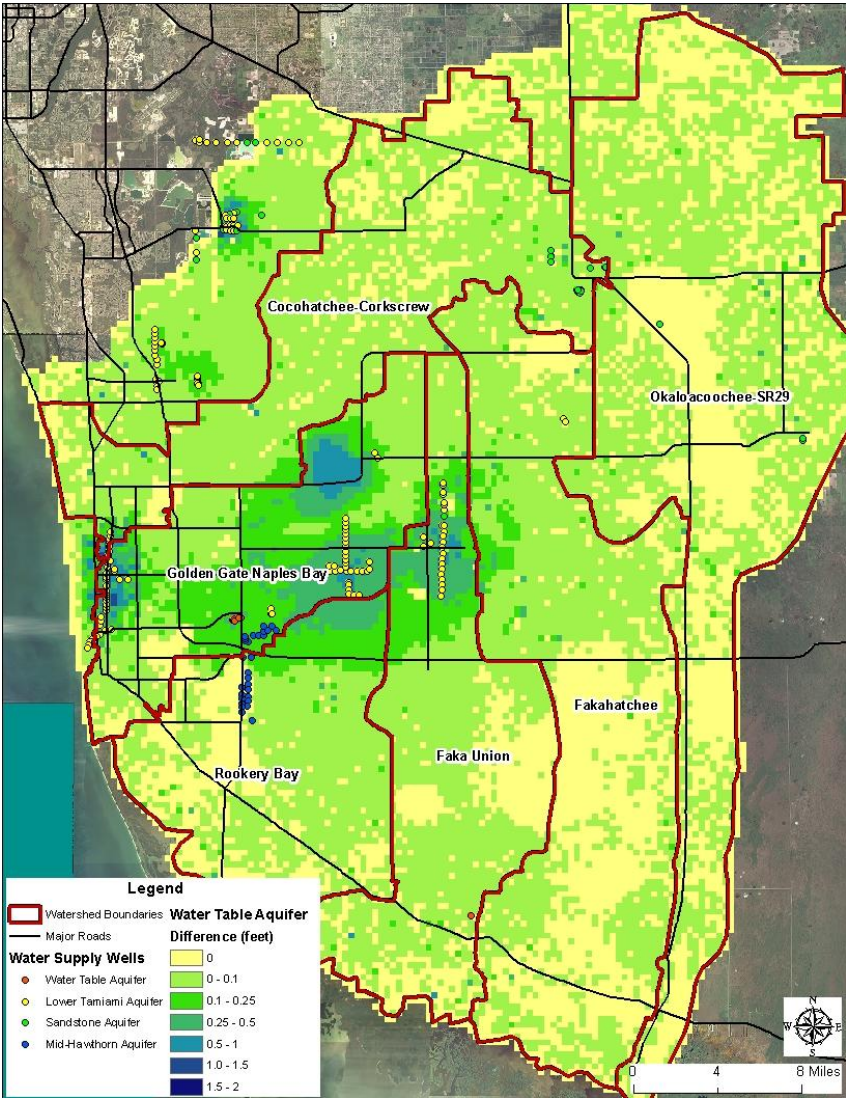 Cocohatchee-Corkscrew
Okaloacoochee-SR29
Golden Gate Naples Bay
Fakahatchee
Faka Union
Rookery Bay
Legend
Watershed Boundaries
Major Roads
Water Supply Wells
Water Table Aquifer
Lower Tamiami Aquifer
Sandstone Aquifer
Mid-Hawthorn Aquifer
Water Table Aquifer
Difference (feet)
0
0 - 0.1
0.1 - 0.25
0.25 - 0.5
0.5 - 1
1.0 - 1.5
1.5 - 2
N
W E
S
0 4 8 Miles